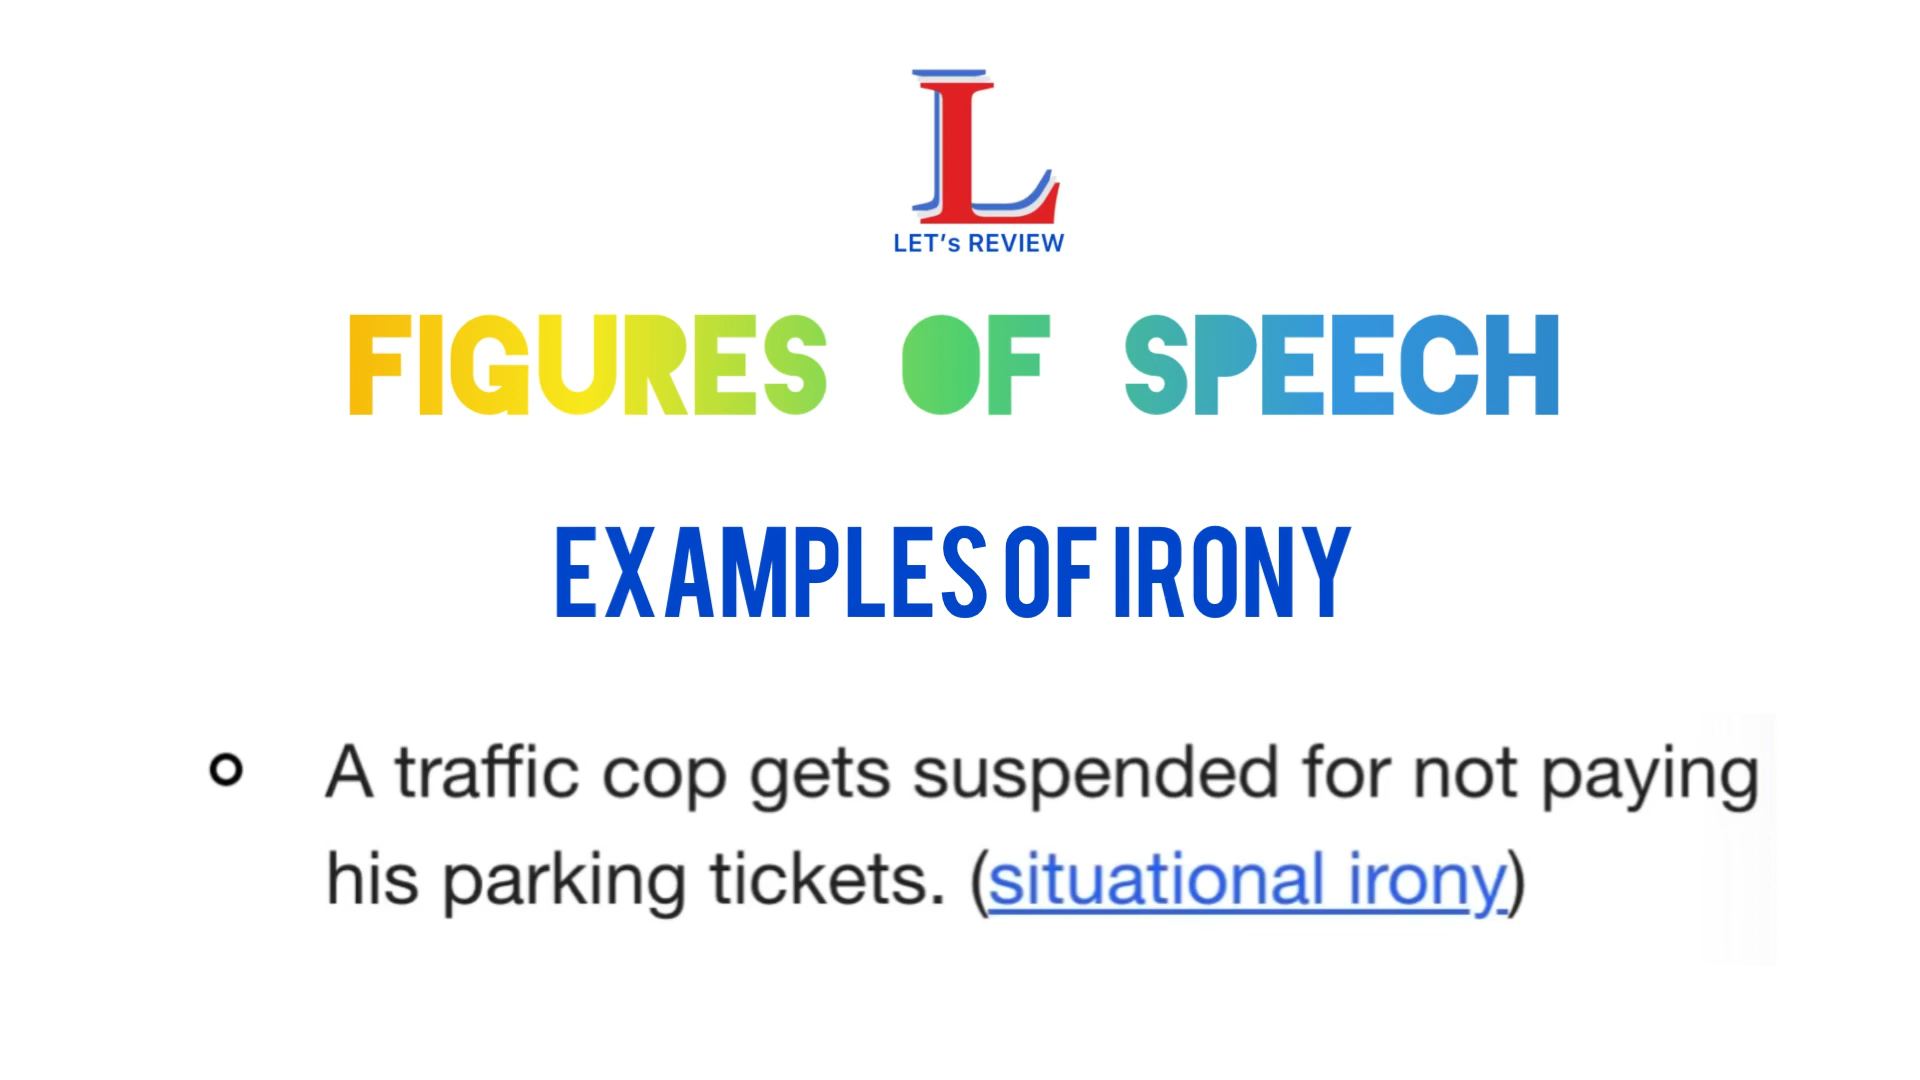 L
LET's REVIEW
FIGURES OF SPEECH
EXAMPLES OF IRONY
A traffic cop gets suspended for not paying
his parking tickets. (situational irony)